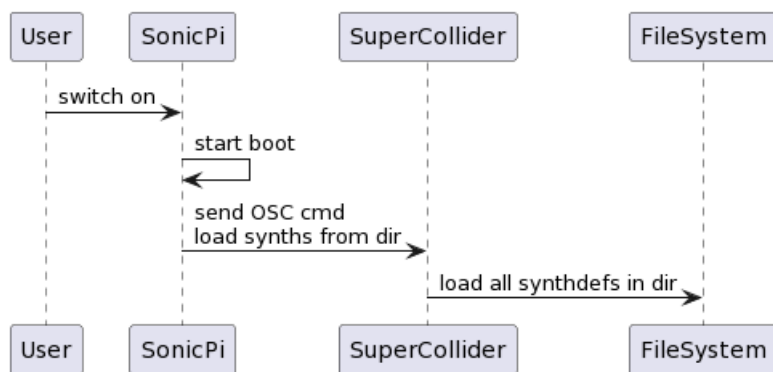 User SonicPi SuperCollider FileSystem
switch on
start boot
send OSC cmd
load synths from dir
load all synthdefs in dir
User SonicPi SuperCollider FileSystem